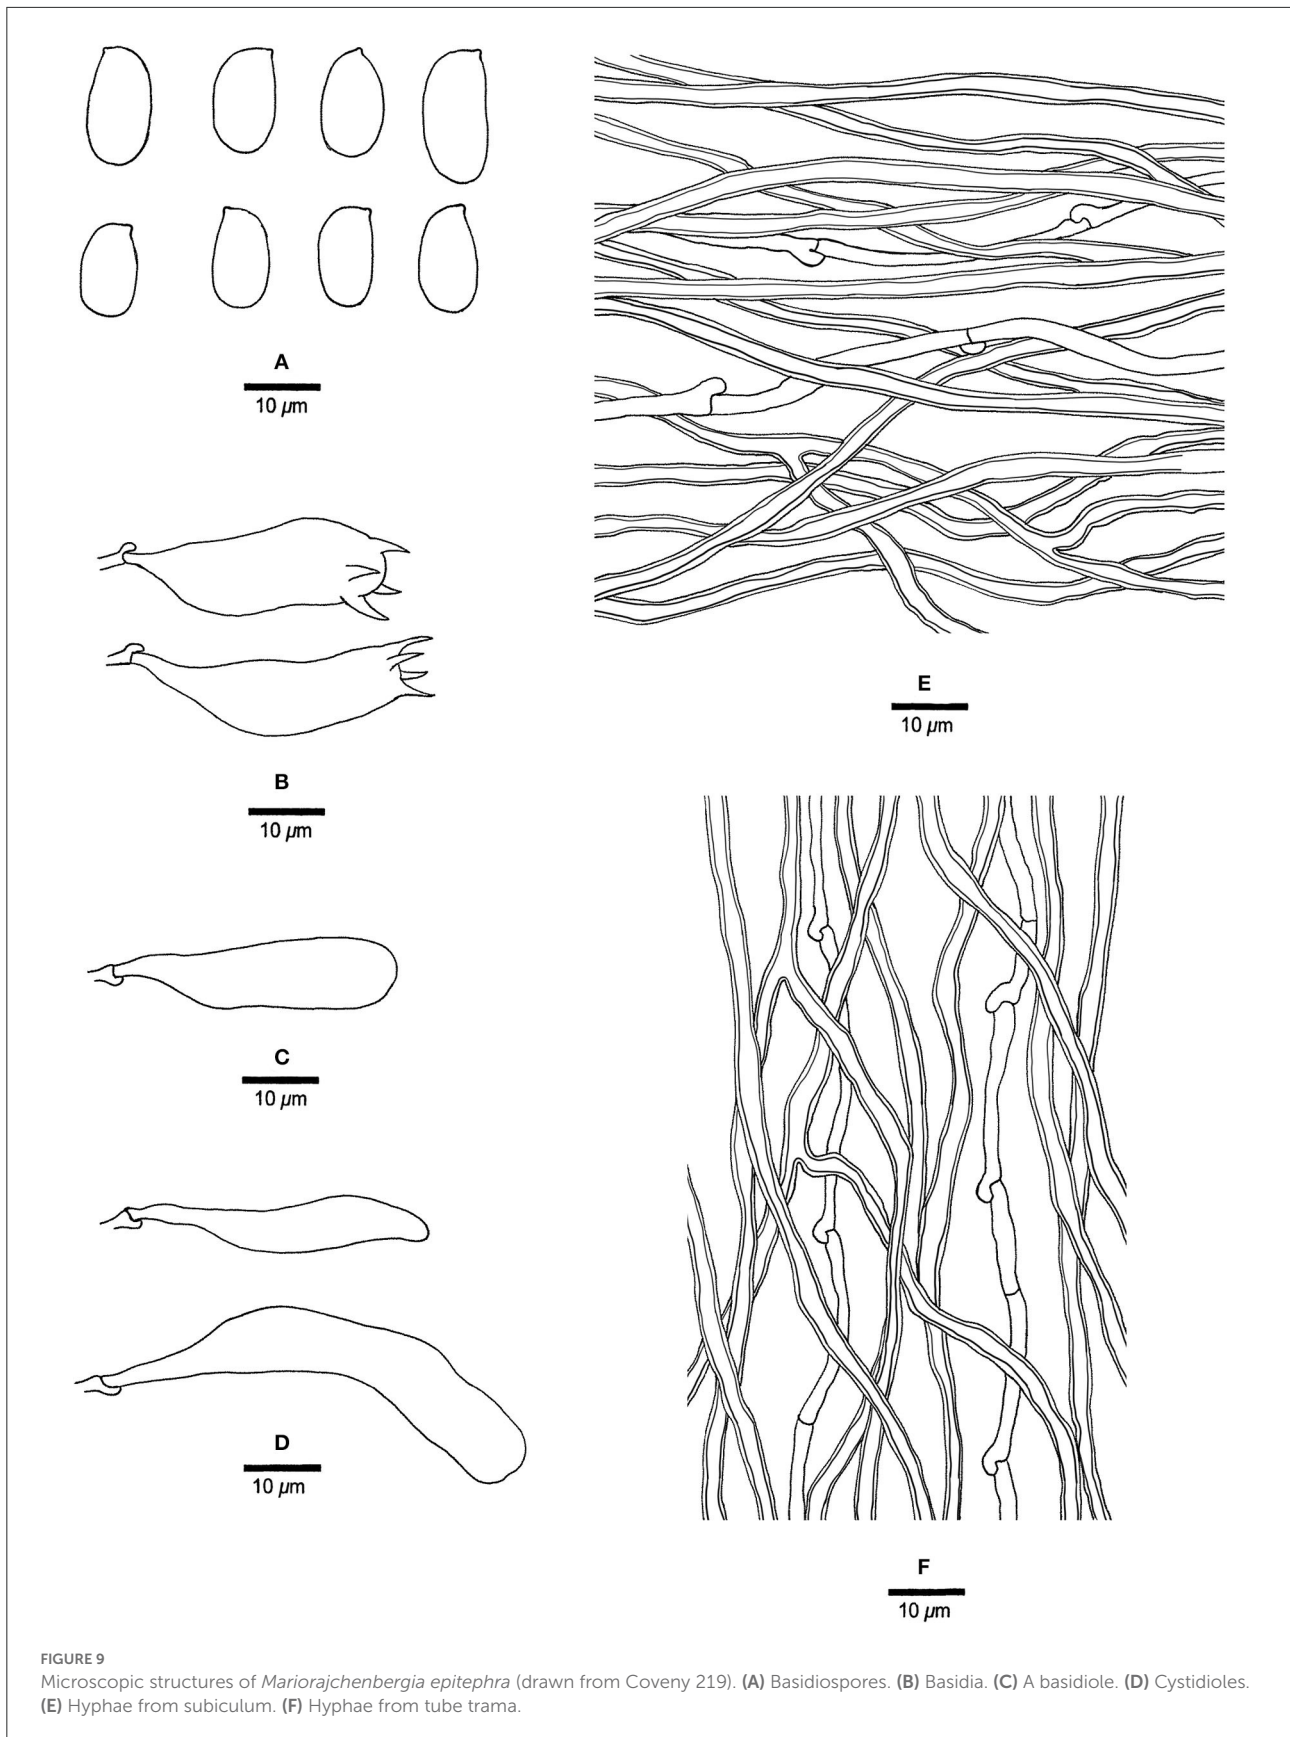 A
10 µm
B
10 µm
C
10 µm
D
10 µm
E
10 µm
F
10 µm
FIGURE 9
Microscopic structures of Mariorajchenbergia epitephra (drawn from Coveny 219). (A) Basidiospores. (B) Basidia. (C) A basidiole. (D) Cystidioles.
(E) Hyphae from subiculum. (F) Hyphae from tube trama.